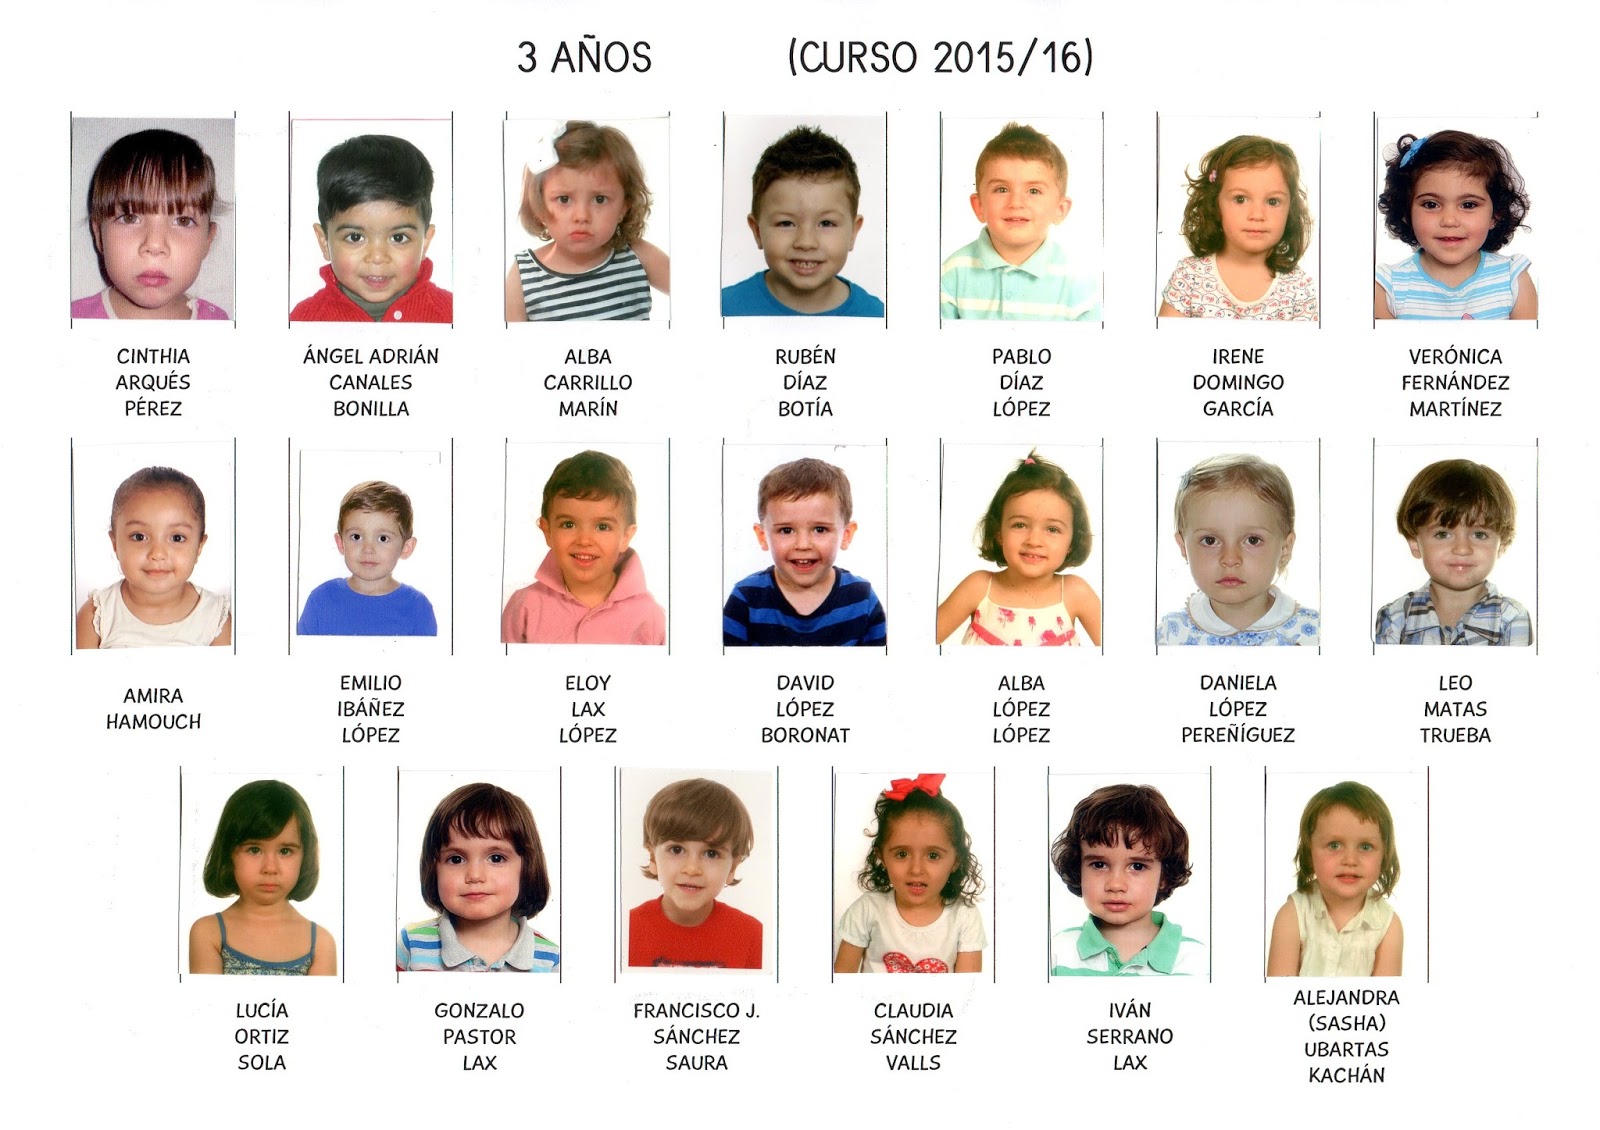 3 AÑOS (CURSO 2015/16)
CINTHIA
ARQUÉS
PÉREZ
ÁNGEL ADRIÁN
CANALES
BONILLA
ALBA
CARRILLO
MARÍN
RUBÉN
DÍAZ
BOTÍA
PABLO
DÍAZ
LÓPEZ
IRENE
DOMINGO
GARCÍA
VERÓNICA
FERNÁNDEZ
MARTÍNEZ
AMIRA
HAMOUCH
EMILIO
IBÁÑEZ
LÓPEZ
ELOY
LAX
LÓPEZ
DAVID
LÓPEZ
BORONAT
ALBA
LÓPEZ
LÓPEZ
DANIELA
LÓPEZ
PEREÑÍGUEZ
LEO
MATAS
TRUEBA
LUCÍA
ORTIZ
SOLA
GONZALO
PASTOR
LAX
FRANCISCO J.
SÁNCHEZ
SAURA
CLAUDIA
SÁNCHEZ
VALLS
IVÁN
SERRANO
LAX
ALEJANDRA
(SASHA)
UBARTAS
KACHÁN